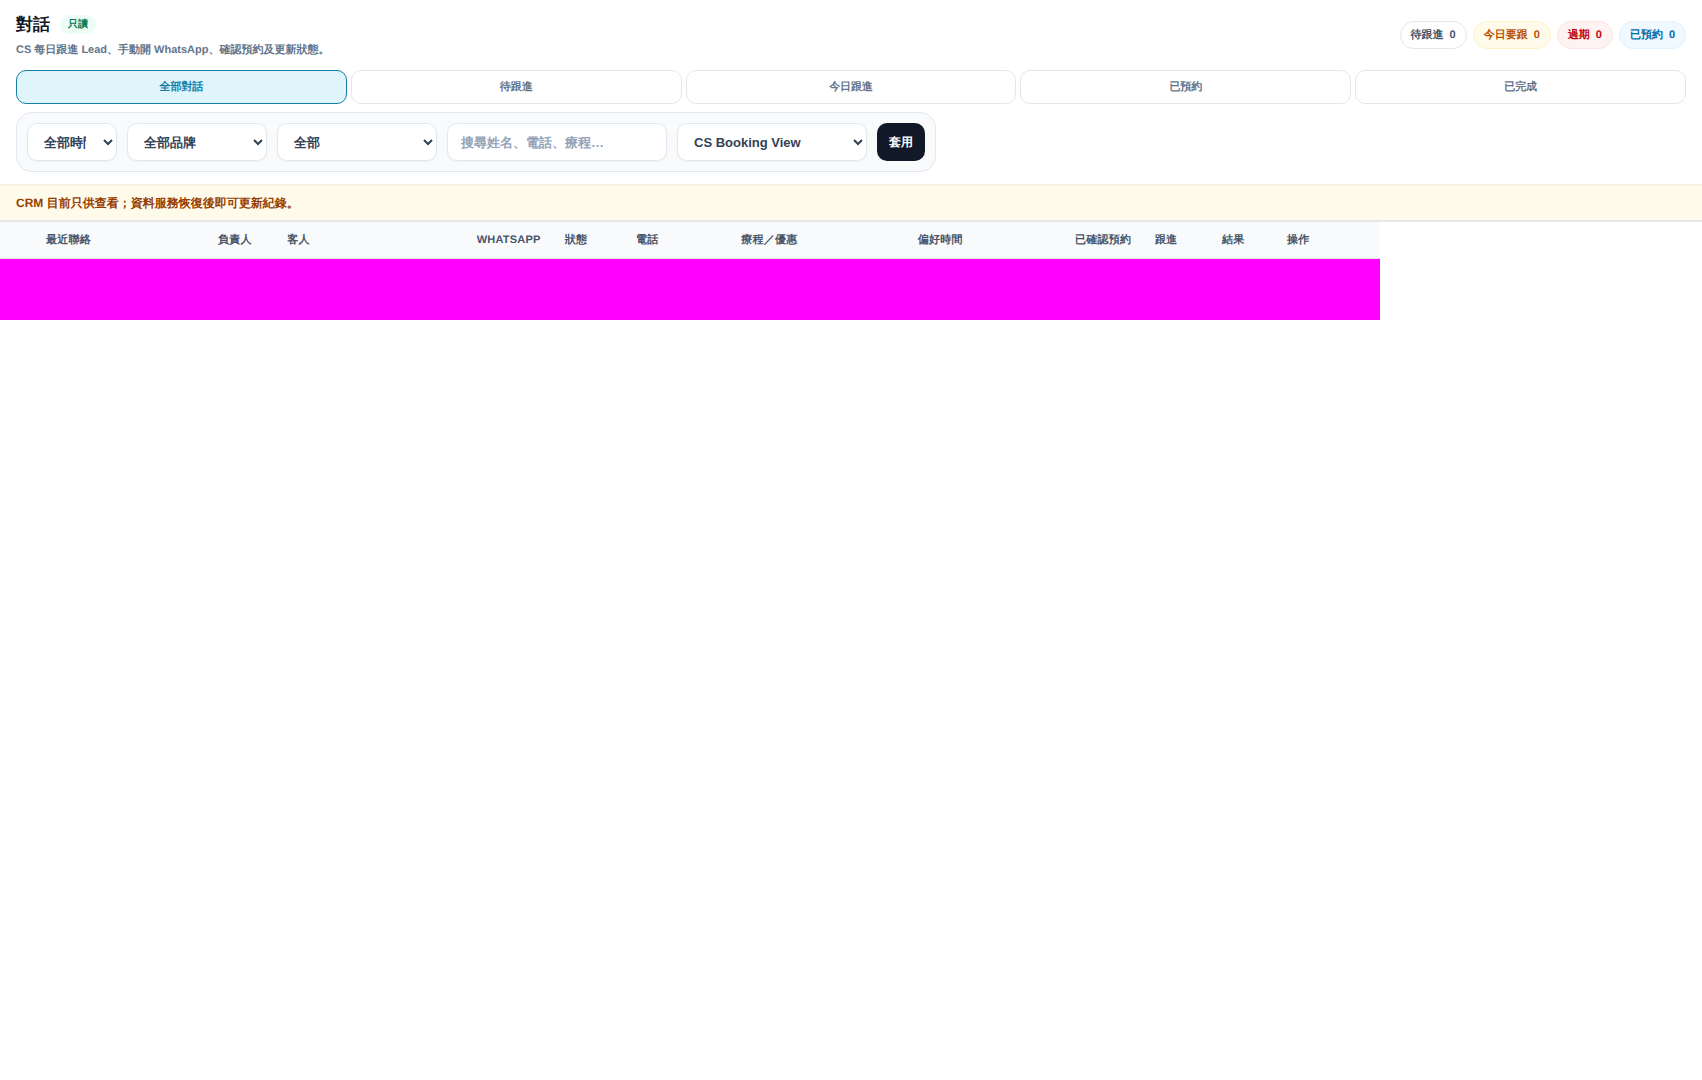 對話 只讀
CS 每日跟進 Lead、手動開 WhatsApp、確認預約及更新狀態。
待跟進 0 今日要跟 0 過期 0 已預約 0
全部對話 待跟進 今日跟進 已預約 已完成
全部時 全部品牌 全部 搜尋姓名、電話、療程… CS Booking View 套用
CRM 目前只供查看；資料服務恢復後即可更新紀錄。
最近聯絡 負責人 客人 WHATSAPP 狀態 電話 療程／優惠 偏好時間 已確認預約 跟進 結果 操作